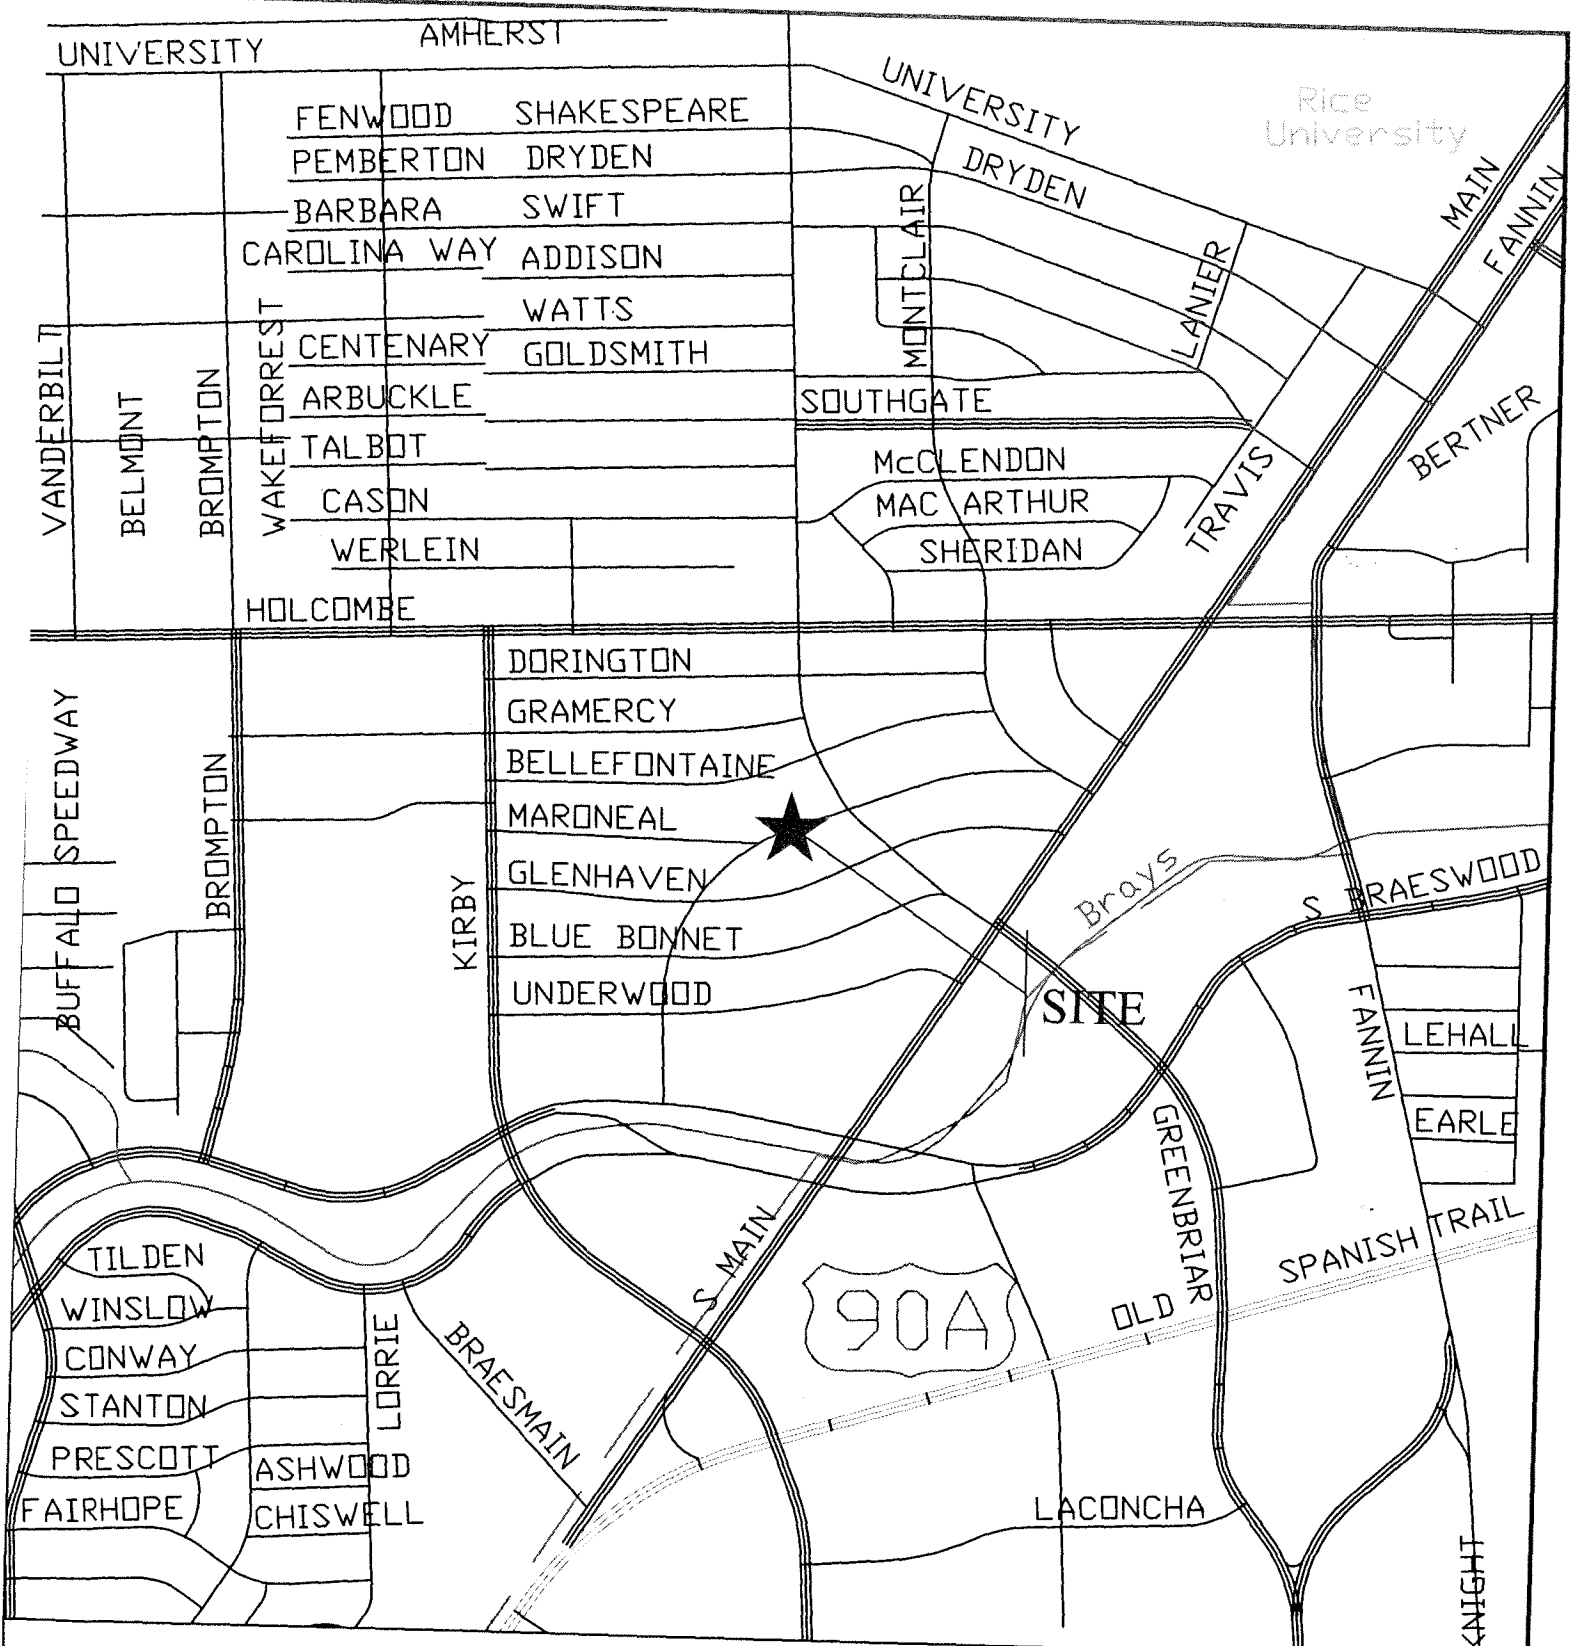 AMHERST
UNIVERSITY
UNIVERSITY
Rice
University
FENWOOD SHAKESPEARE
PEMBERTON DRYDEN
DRYDEN
MAIN
FANNIN
BARBARA SWIFT
MONTCLAIR
CAROLINA WAY ADDISON
LANIER
WATTS
VANDERBILT
BELMONT
BROMPTON
WAKEFORREST
CENTENARY GOLDSMITH
ARBUCKLE
SOUTHGATE
BERTNER
TALBOT
McCLENDON
TRAVIS
CASON
MAC ARTHUR
WERLEIN
SHERIDAN
HOLCOMBE
DORINGTON
GRAMERCY
BUFFALO SPEEDWAY
BROMPTON
BELLEFONTAINE
MARONEAL
KIRBY
GLENHAVEN
Brays
S BRAESWOOD
BLUE BONNET
UNDERWOOD
SITE
FANNIN
LEHALL
EARLE
GREENBRIAR
S MAIN
OLD SPANISH TRAIL
TILDEN
WINSLOW
90A
CONWAY
LORRIE
BRAESMAIN
STANTON
PRESCOTT
ASHWOOD
FAIRHOPE
CHISWELL
LACONCHA
KNIGHT